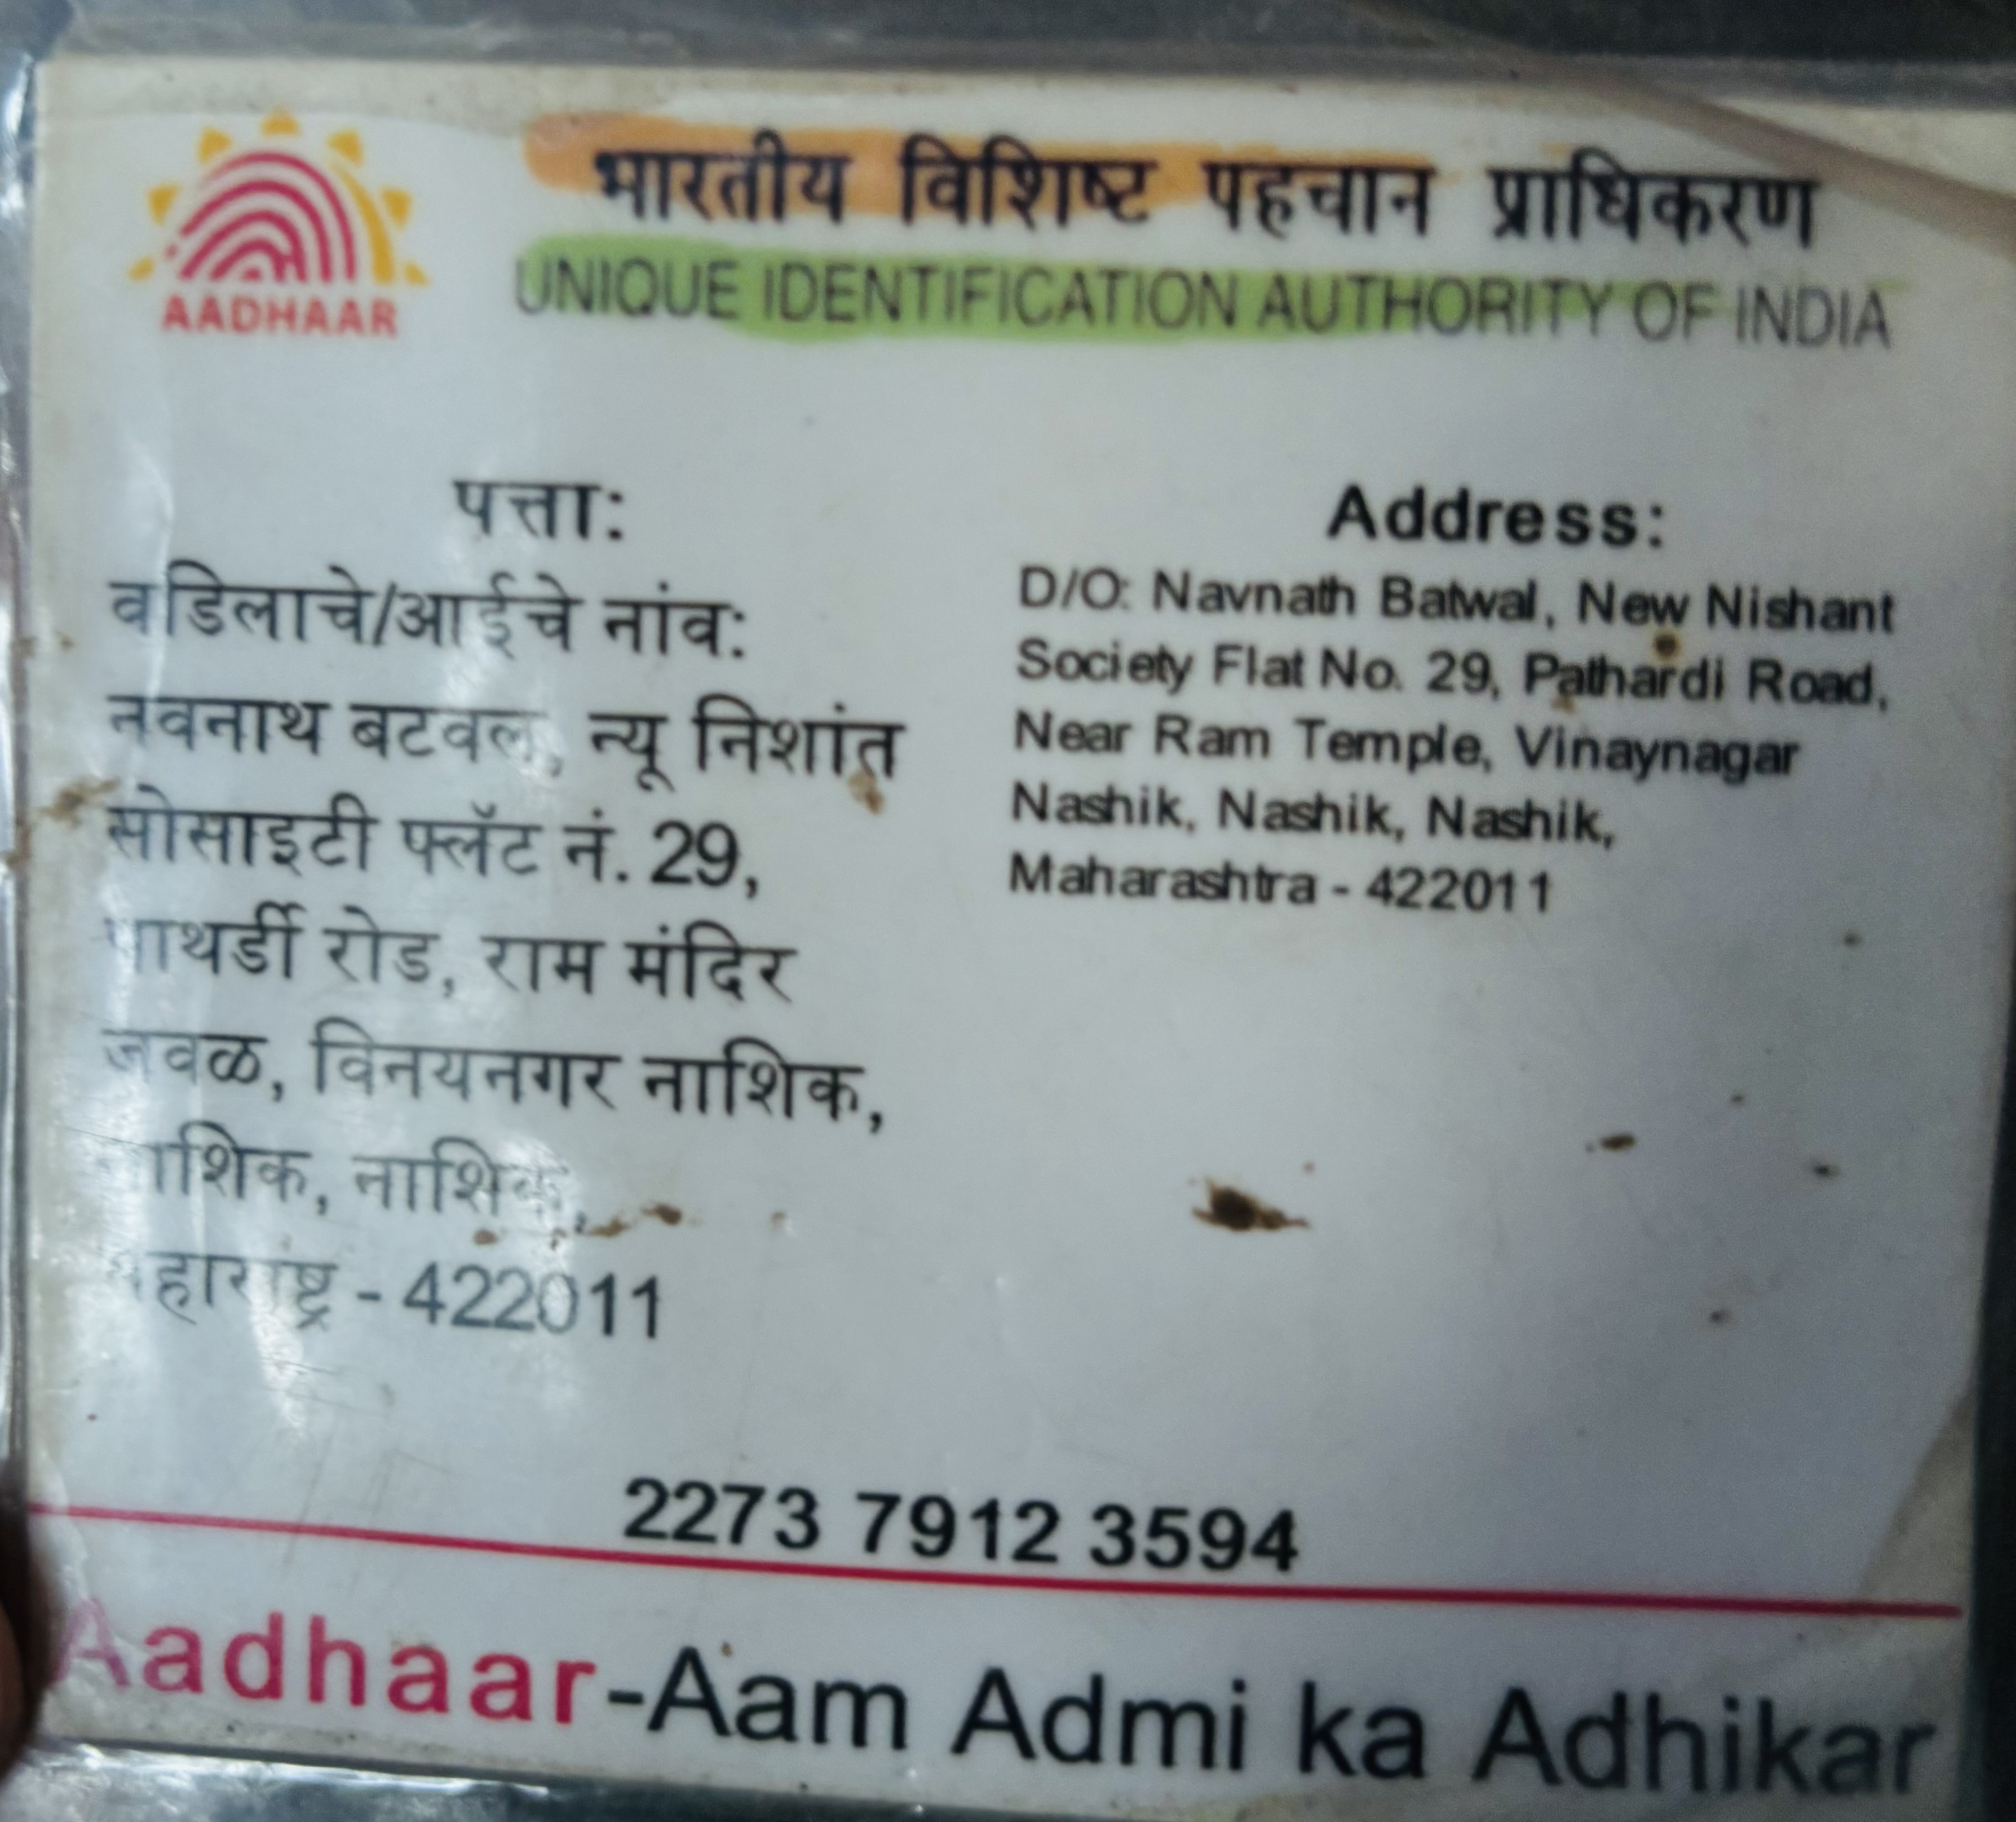 भारतीय विशिष्ट पहचान प्राधिकरण
UNIQUE IDENTIFICATION AUTHORITY OF INDIA
AADHAAR
पत्ता:
वडिलाचे/आईचे नांव:
नवनाथ बटवल, न्यू निशांत
सोसाइटी फ्लॅट नं. 29,
पाथर्डी रोड, राम मंदिर
जवळ, विनयनगर नाशिक,
नाशिक, नाशिक,
महाराष्ट्र - 422011
Address:
D/O: Navnath Batwal, New Nishant
Society Flat No. 29, Pathardi Road,
Near Ram Temple, Vinaynagar
Nashik, Nashik, Nashik,
Maharashtra - 422011
2273 7912 3594
Aadhaar-Aam Admi ka Adhikar